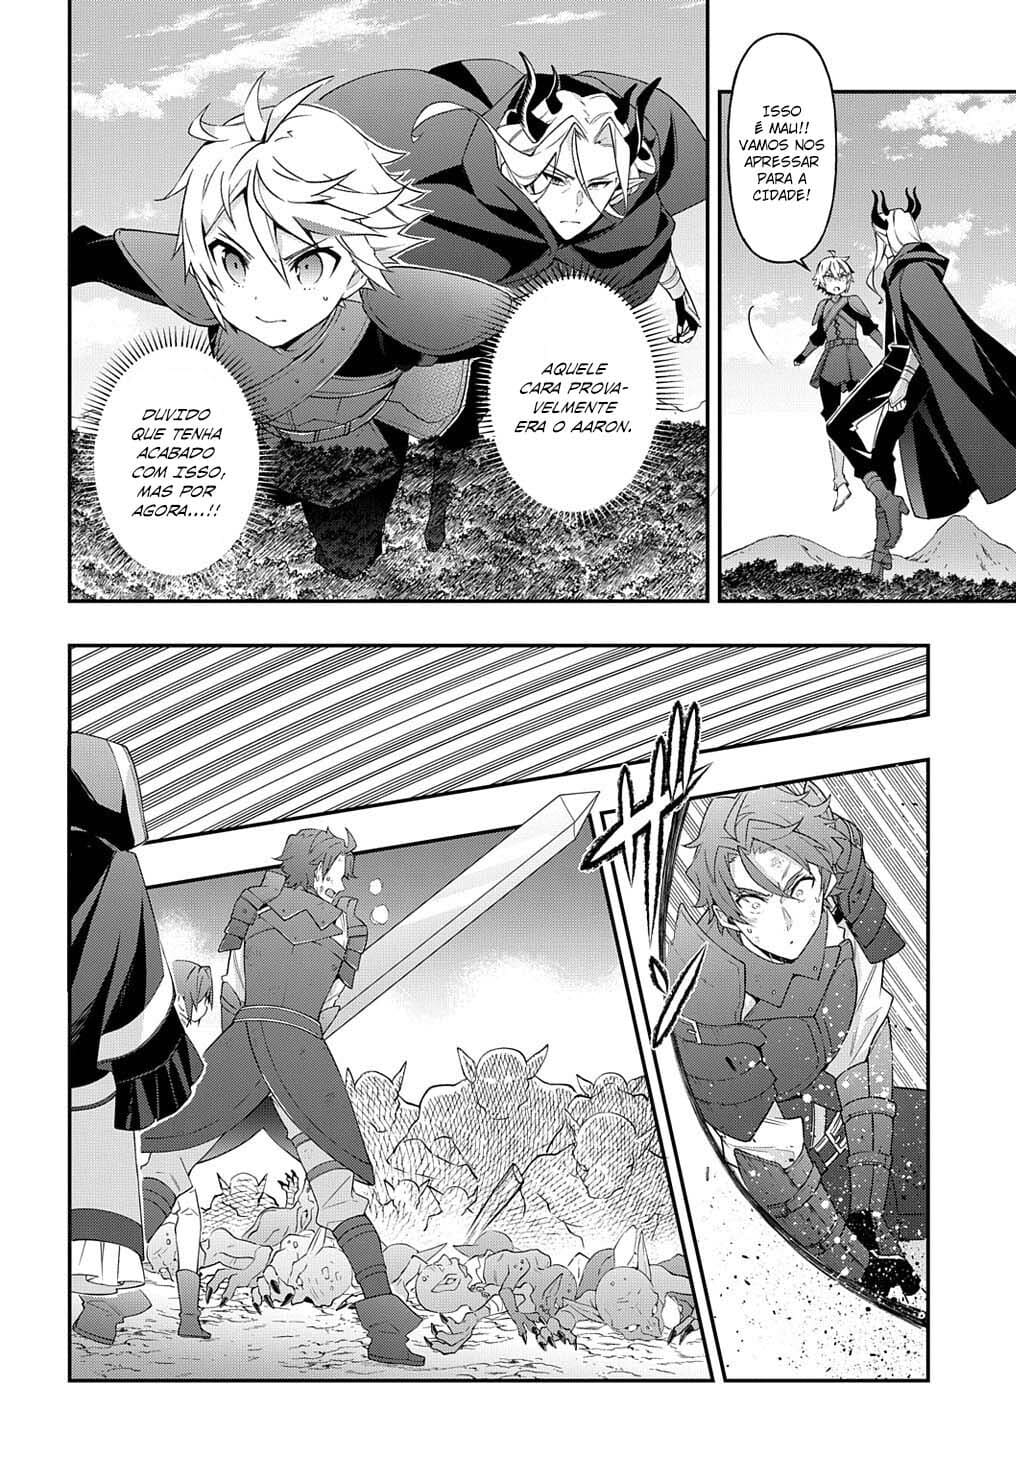 ISSO
É MAU!!
VAMOS NOS
APRESSAR
PARA A
CIDADE!
AQUELE
CARA PROVA-
VELMENTE
ERA O AARON.
DUVIDO
QUE TENHA
ACABADO
COM ISSO,
MAS POR
AGORA...!!